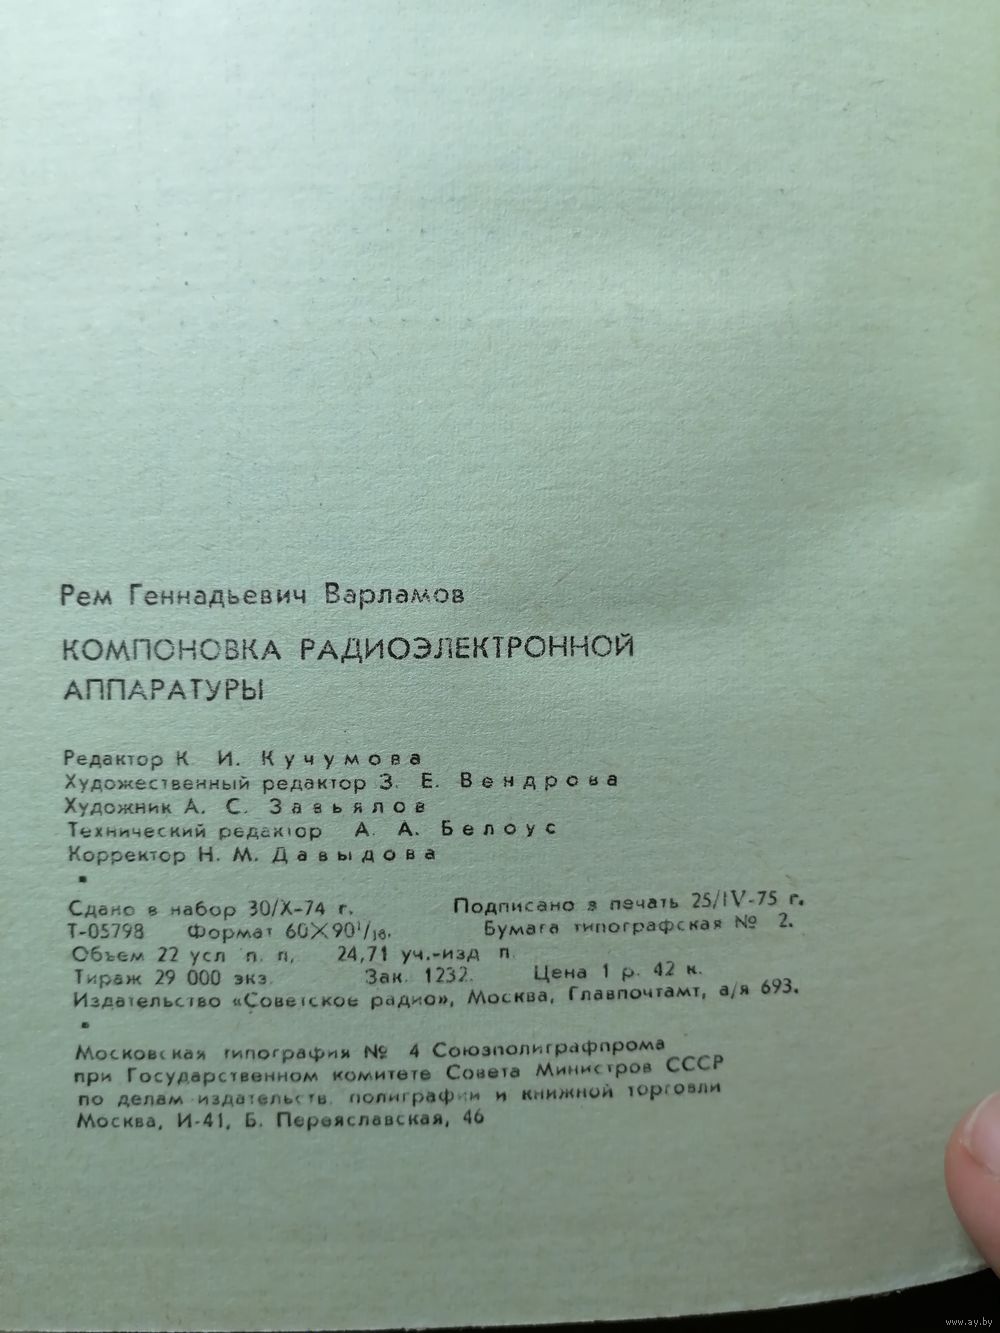 Рем Геннадьевич Варламов
КОМПОНОВКА РАДИОЭЛЕКТРОННОЙ
АППАРАТУРЫ
Редактор К И. Кучумова
Художественный редактор З. Е. Вендрова
Художник А. С. Завьялов
Технический редактор А. А. Белоус
Корректор Н. М. Давыдова
Сдано в набор 30/X-74 г. Подписано в печать 25/IV-75 г.
Т-05798 Формат 60×90¹/₁₆. Бумага типографская № 2.
Объем 22 усл п. п, 24,71 уч.-изд п.
Тираж 29 000 экз. Зак. 1232. Цена 1 р. 42 к.
Издательство «Советское радио», Москва, Главпочтамт, а/я 693.
Московская типография № 4 Союзполиграфпрома
при Государственном комитете Совета Министров СССР
по делам издательств, полиграфии и книжной торговли
Москва, И-41, Б. Переяславская, 46
www.ay.by